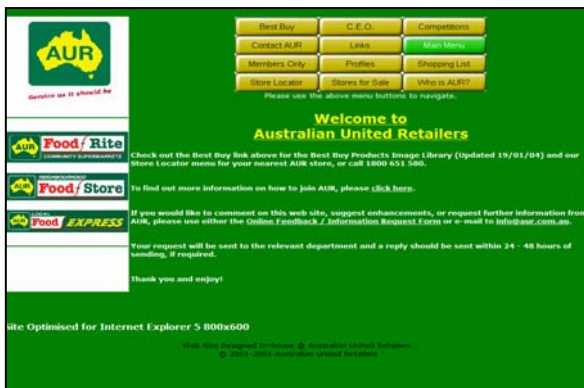 AUR
Service as it should be
AUR Food Rite
COMMUNITY SUPERMARKETS
NEIGHBOURHOOD
AUR Food Store
LOCAL
AUR Food EXPRESS
Best Buy C.E.O. Competitions
Contact AUR Links Main Menu
Members Only Profiles Shopping List
Store Locator Stores for Sale Who is AUR?
Please use the above menu buttons to navigate.
Welcome to
Australian United Retailers
Check out the Best Buy link above for the Best Buy Products Image Library (Updated 19/01/04) and our
Store Locator menu for your nearest AUR store, or call 1800 651 580.
To find out more information on how to join AUR, please click here.
If you would like to comment on this web site, suggest enhancements, or request further information from
AUR, please use either the Online Feedback / Information Request Form or e-mail to info@aur.com.au.
Your request will be sent to the relevant department and a reply should be sent within 24 - 48 hours of
sending, if required.
Thank you and enjoy!
Site Optimised for Internet Explorer 5 800x600
Web Site Designed In-house @ Australian United Retailers.
© 2001-2003 Australian United Retailers